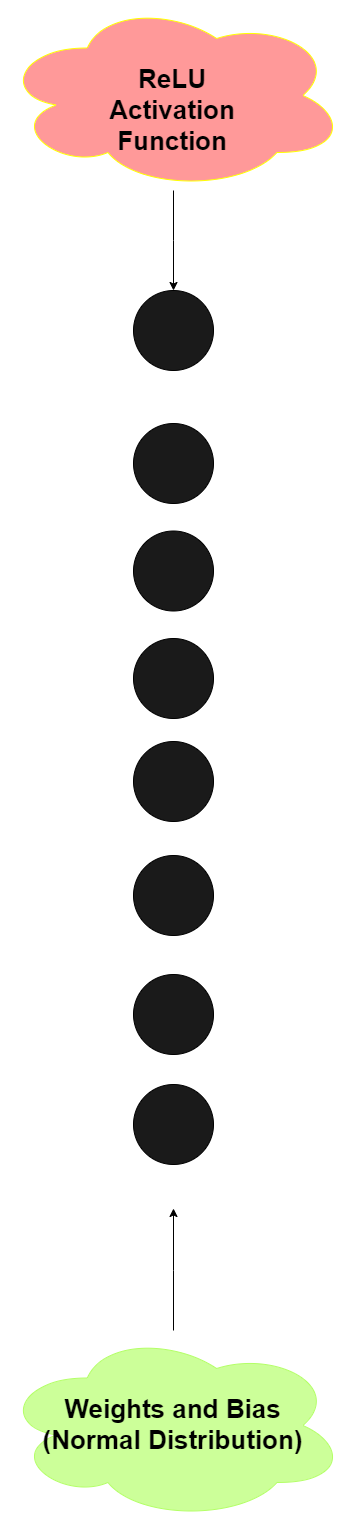 ReLU
Activation
Function
Weights and Bias
(Normal Distribution)